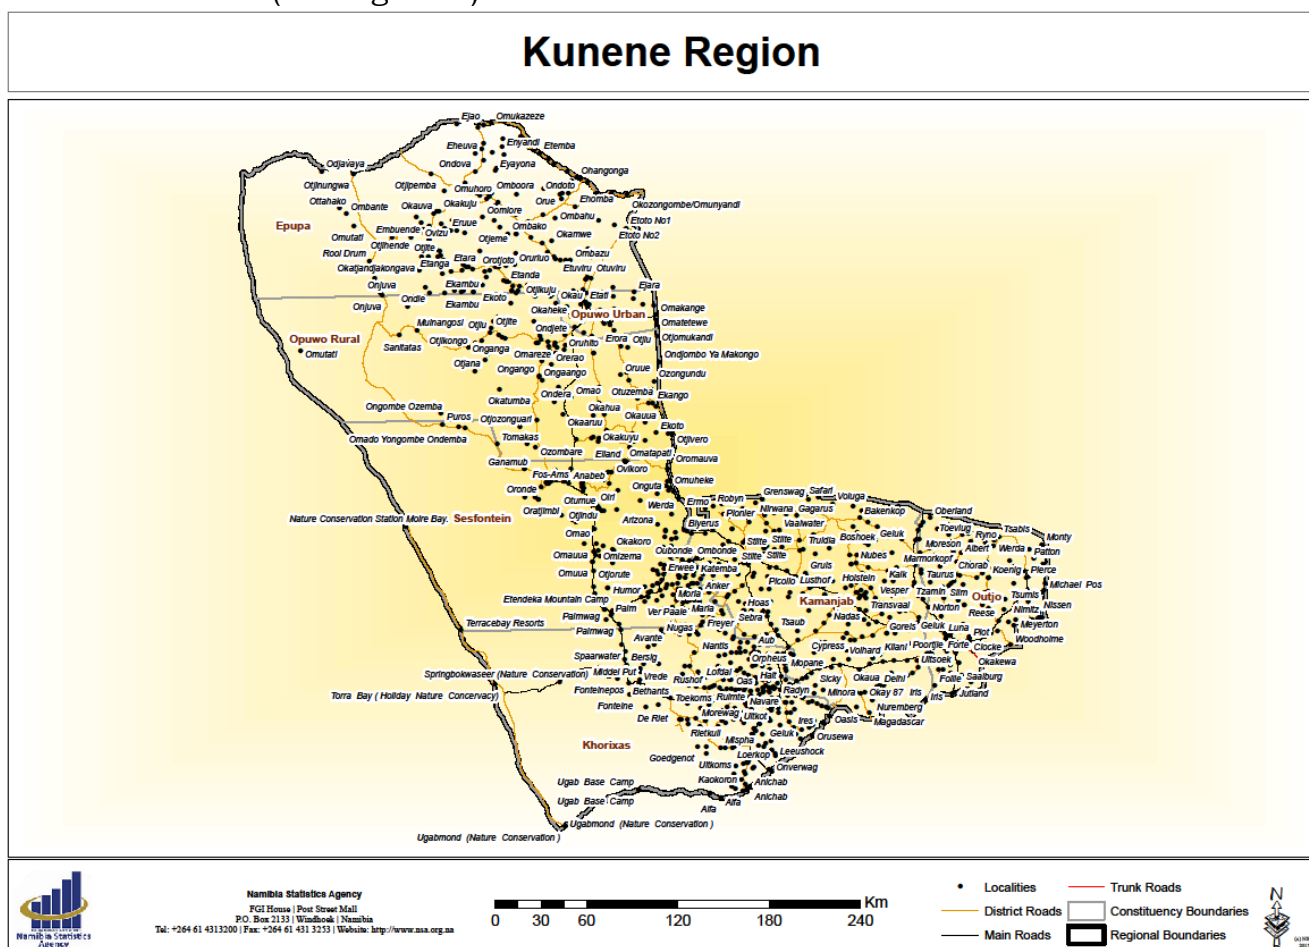 Kunene Region
Ejao Omukazeze
Eheuva Enyandi Etemba
Odjavaya Ondova Eyayona Ohangonga
Otjinungwa Otjipemba Omuhoro Omboora Ondoto
Ottahako Ombante Okauva Okakuju Oomiore Orue Ehomba Okozongombe/Omunyandi
Epupa Embuende Ovizu Eruue Ombako Ombahu Etoto No1
Omutati Otjihende Otjite Otjeme Okamwe Etoto No2
Rooi Drum Etara Orotjoto Oruriuo Ombazu
Okatjandjakongava Etanga Etanda Etuviru Otuviru
Onjuva Ekambu Otjikuju Ejara
Onjuva Ondie Ekambu Ekoto Okau Etati
Okaheke Opuwo Urban Omakange
Muinangosi Otjiu Otjite Ondjete Omatetewe
Opuwo Rural Otjikongo Oruhito Erora Otjiu Otjomukandi
Omutati Sanitatas Onganga Omareze Orerao Ondjombo Ya Makongo
Otjana Ongango Ongaango Oruue Ozongundu
Okatumba Ondera Omao Otuzemba Ekango
Ongombe Ozemba Puros Otjozonguari Okahua Okauua
Okaaruu Ekoto
Omado Yongombe Ondemba Tomakas Okakuyu Otjivero
Ozombare Eiland Omatapati Oromauva
Ganamub Ovikoro
Fos-Ams Anabeb Omuheke
Oronde Oiri Onguta Ermo Robyn Grenswag Safari Voluga
Otumue Werda Pionier Nirwana Gagarus Bakenkop Oberland
Nature Conservation Station Moire Bay. Sesfontein Oratjimbi Otjindu Arizona Biyerus Vaalwater Toevlug Ryno Tsabis
Omao Okakoro Stilte Stilte Truidia Boshoek Geluk Moreson Albert Werda Monty
Omauua Omizema Oubonde Ombonde Stilte Stilte Nubes Marmorkopf Patton
Erwee Katemba Gruis Chorab Koenig Pierce
Omuua Otjorute Picollo Lusthof Holstein Kalk Taurus
Humor Anker Vesper Tzamin Slim Outjo Michael Pos
Etendeka Mountain Camp Moria Hoas Kamanjab Transvaal Tsumis
Palm Ver Paale Maria Sebra Nadas Norton Reese Nimitz Nissen
Palmwag Freyer Tsaub Gorels Geluk Luna Plot Meyerton
Terracebay Resorts Palmwag Nugas Aub Woodholme
Avante Nantis Cypress Volhard Kilani Poortjie Forte Clocke
Spaarwater Bersig Orpheus Mopane Uitsoek Okakewa
Springbokwaseer (Nature Conservation) Middel Put Vrede Rushof Lofdal Oas Halt Sicky Okaua Delhi Follie Saalburg
Torra Bay ( Holiday Nature Concervacy) Fonteinepos Bethanis Toekoms Ruimte Radyn Minora Okay 87 Iris Iris Jutland
Fonteine Navare Nuremberg
De Riet Morewag Uitkot Ires Oasis Magadascar
Rietkuil Mispha Geluk Orusewa
Khorixas Goedgenot Loerkop Leeushock
Uitkoms Onverwag
Ugab Base Camp Kaokoron Anichab
Ugab Base Camp Alfa Alfa Anichab
Ugabmond (Nature Conservation )
Ugabmond (Nature Conservation )
Namibia Statistics Agency
Namibia Statistics Agency
FGI House | Post Street Mall
P.O. Box 2133 | Windhoek | Namibia
Tel: +264 61 4313200 | Fax: +264 61 431 3253 | Website: http://www.nsa.org.na
0 30 60 120 180 240 Km
Localities
District Roads
Main Roads
Trunk Roads
Constituency Boundaries
Regional Boundaries
N